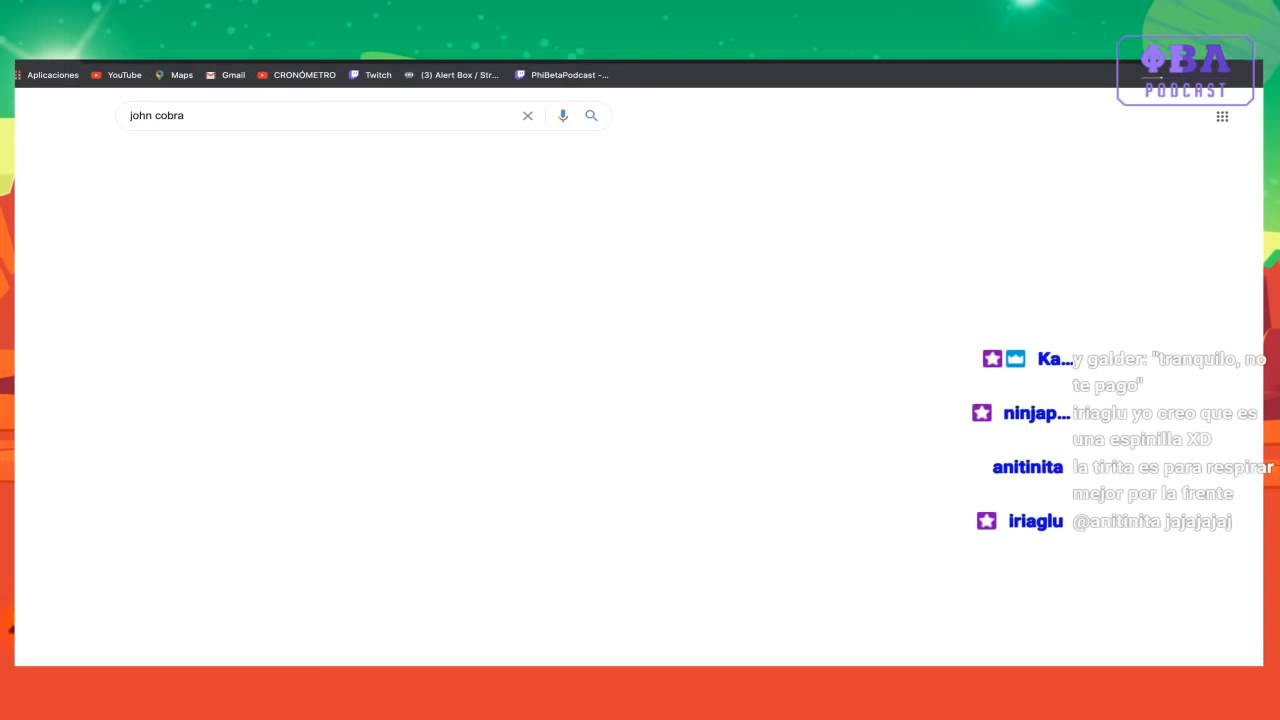 ΦBΛ
PODCAST
Aplicaciones YouTube Maps Gmail CRONÓMETRO Twitch (3) Alert Box / Str... PhiBetaPodcast -...
john cobra
Ka... y galder: "tranquilo, no
te pago"
ninjap... iriaglu yo creo que es
una espinilla XD
anitinita la tirita es para respirar
mejor por la frente
iriaglu @anitinita jajajajaj